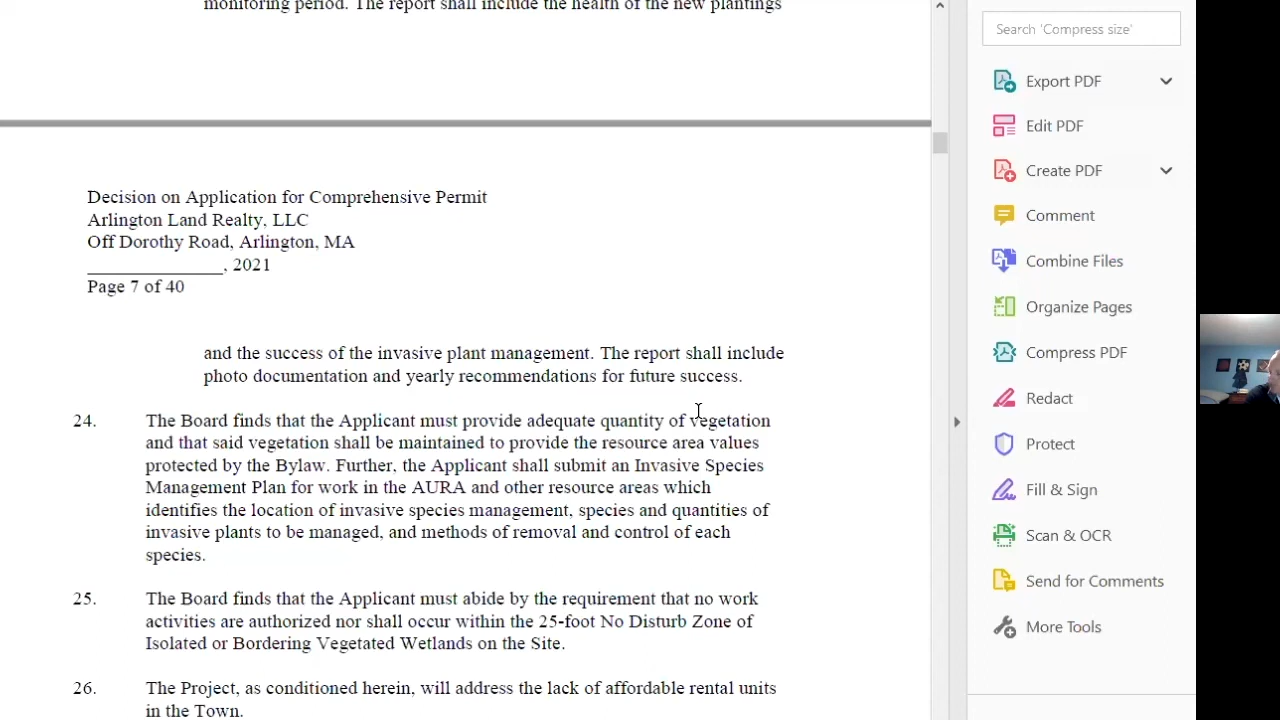 monitoring period. The report shall include the health of the new plantings
Decision on Application for Comprehensive Permit
Arlington Land Realty, LLC
Off Dorothy Road, Arlington, MA
_______________, 2021
Page 7 of 40
and the success of the invasive plant management. The report shall include
photo documentation and yearly recommendations for future success.
24. The Board finds that the Applicant must provide adequate quantity of vegetation
and that said vegetation shall be maintained to provide the resource area values
protected by the Bylaw. Further, the Applicant shall submit an Invasive Species
Management Plan for work in the AURA and other resource areas which
identifies the location of invasive species management, species and quantities of
invasive plants to be managed, and methods of removal and control of each
species.
25. The Board finds that the Applicant must abide by the requirement that no work
activities are authorized nor shall occur within the 25-foot No Disturb Zone of
Isolated or Bordering Vegetated Wetlands on the Site.
26. The Project, as conditioned herein, will address the lack of affordable rental units
in the Town.
Search 'Compress size'
Export PDF
Edit PDF
Create PDF
Comment
Combine Files
Organize Pages
Compress PDF
Redact
Protect
Fill & Sign
Scan & OCR
Send for Comments
More Tools